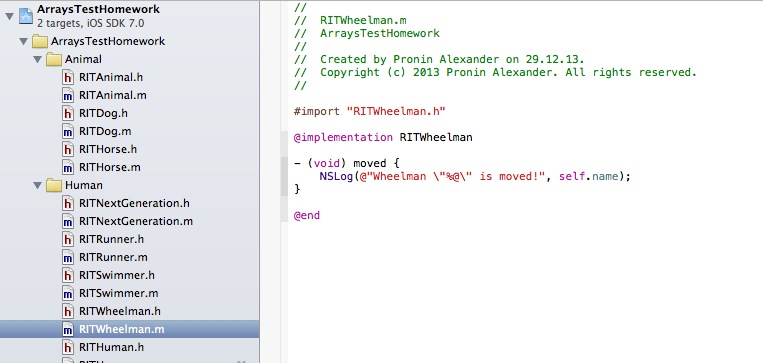 ArraysTestHomework
2 targets, iOS SDK 7.0
ArraysTestHomework
Animal
h RITAnimal.h
m RITAnimal.m
h RITDog.h
m RITDog.m
h RITHorse.h
m RITHorse.m
Human
h RITNextGeneration.h
m RITNextGeneration.m
h RITRunner.h
m RITRunner.m
h RITSwimmer.h
m RITSwimmer.m
h RITWheelman.h
m RITWheelman.m
h RITHuman.h
//
//  RITWheelman.m
//  ArraysTestHomework
//
//  Created by Pronin Alexander on 29.12.13.
//  Copyright (c) 2013 Pronin Alexander. All rights reserved.
//
#import "RITWheelman.h"
@implementation RITWheelman
- (void) moved {
    NSLog(@"Wheelman \"%@\" is moved!", self.name);
}
@end